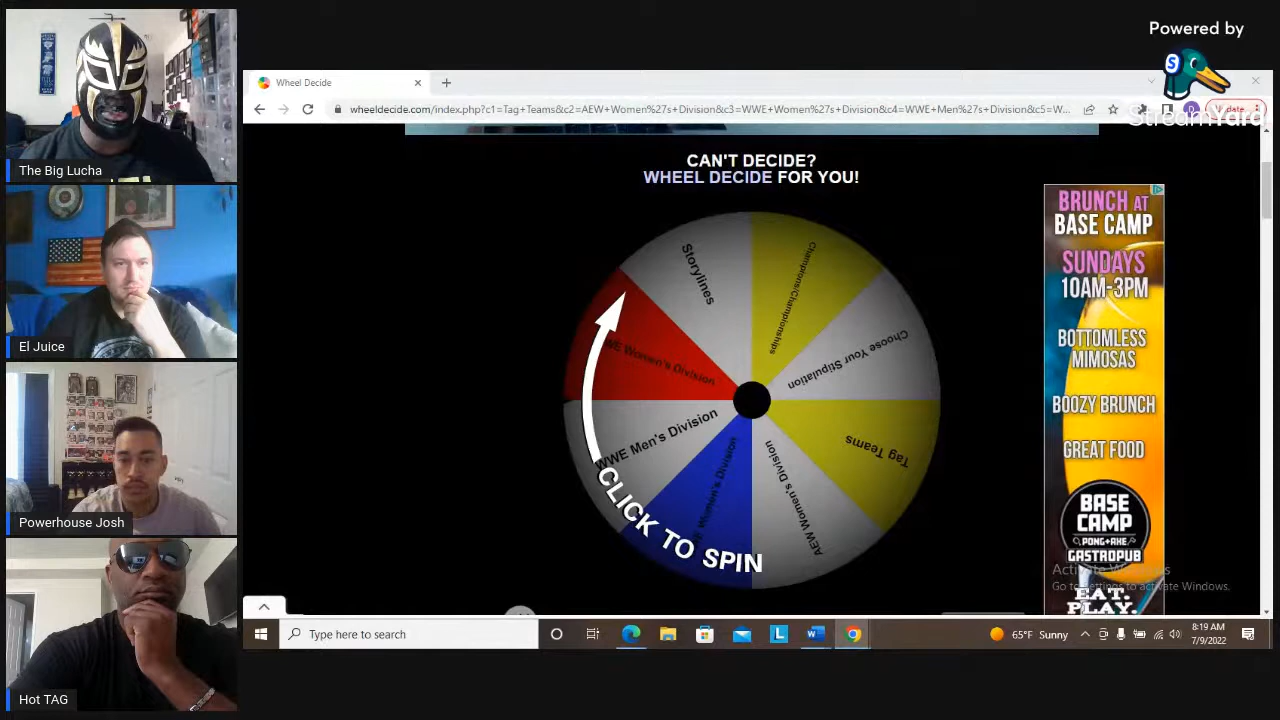 Powered by
StreamYard
Wheel Decide
wheeldecide.com/index.php?c1=Tag+Teams&c2=AEW+Women%27s+Division&c3=WWE+Women%27s+Division&c4=WWE+Men%27s+Division&c5=W...
CAN'T DECIDE?
WHEEL DECIDE FOR YOU!
Storylines
Champions/Championships
Choose Your Stipulation
Tag Teams
AEW Women's Division
Women's Division
WWE Men's Division
Women's Division
CLICK TO SPIN
BRUNCH AT
BASE CAMP
SUNDAYS
10AM-3PM
BOTTOMLESS
MIMOSAS
BOOZY BRUNCH
GREAT FOOD
BASE
CAMP
PONG+AXE
GASTROPUB
EAT.
PLAY.
Activate Windows
Go to Settings to activate Windows.
The Big Lucha
El Juice
Powerhouse Josh
Hot TAG
Type here to search
65°F Sunny
8:19 AM
7/9/2022